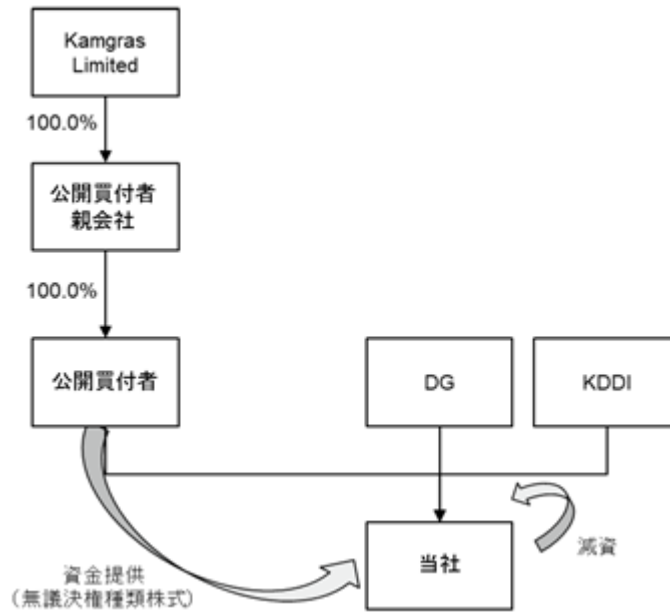 Kamgras
Limited
100.0%
公開買付者
親会社
100.0%
公開買付者
DG
KDDI
当社
減資
資金提供
（無議決権種類株式）